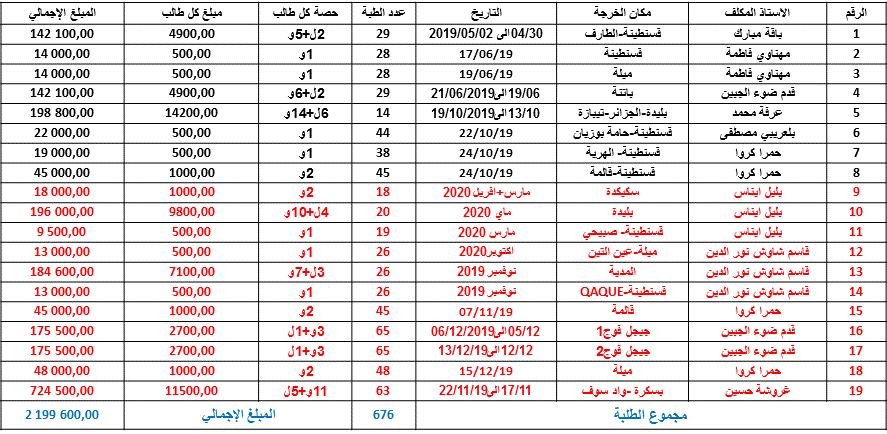 الرقم الاستاذ المكلف مكان الخرجة التاريخ عدد الطبة حصة كل طالب مبلغ كل طالب المبلغ الإجمالي
1 باقة مبارك قسنطينة-الطارف 04/30 الى 2019/05/02 29 2ل+5و 4900,00 142 100,00
2 مهناوي فاطمة قسنطينة 17/06/19 28 1و 500,00 14 000,00
3 مهناوي فاطمة ميلة 19/06/19 28 1و 500,00 14 000,00
4 قدم ضوء الجبين باتنة 19/06 الى 21/06/2019 29 2ل+6و 4900,00 142 100,00
5 عرفة محمد بليدة-الجزائر-تيبازة 13/10 الى 19/10/2019 14 6ل+14و 14200,00 198 800,00
6 بلعريبي مصطفى قسنطينة-حامة بوزيان 22/10/19 44 1و 500,00 22 000,00
7 حمرا كروا قسنطينة- الهرية 24/10/19 38 1و 500,00 19 000,00
8 حمرا كروا قسنطينة-قالمة 24/10/19 45 2و 1000,00 45 000,00
9 بليل ايناس سكيكدة مارس+افريل 2020 18 2و 1000,00 18 000,00
10 بليل ايناس بليدة ماي 2020 20 4ل+10و 9800,00 196 000,00
11 بليل ايناس قسنطينة- صبيحي مارس 2020 19 1و 500,00 9 500,00
12 قاسم شاوش نور الدين ميلة-عين التين اكتوبر2020 26 1و 500,00 13 000,00
13 قاسم شاوش نور الدين المدية نوفمبر 2019 26 3ل+7و 7100,00 184 600,00
14 قاسم شاوش نور الدين قسنطينة-QAQUE نوفمبر 2019 26 1و 500,00 13 000,00
15 حمرا كروا قالمة 07/11/19 45 2و 1000,00 45 000,00
16 قدم ضوء الجبين جيجل فوج1 05/12 الى 06/12/2019 65 3و+1ل 2700,00 175 500,00
17 قدم ضوء الجبين جيجل فوج2 12/12 الى 13/12/19 65 3و+1ل 2700,00 175 500,00
18 حمرا كروا ميلة 15/12/19 48 2و 1000,00 48 000,00
19 غروشة حسين بسكرة -واد سوف 17/11 الى 22/11/19 63 11و+5ل 11500,00 724 500,00
مجموع الطلبة 676 المبلغ الإجمالي 2 199 600,00